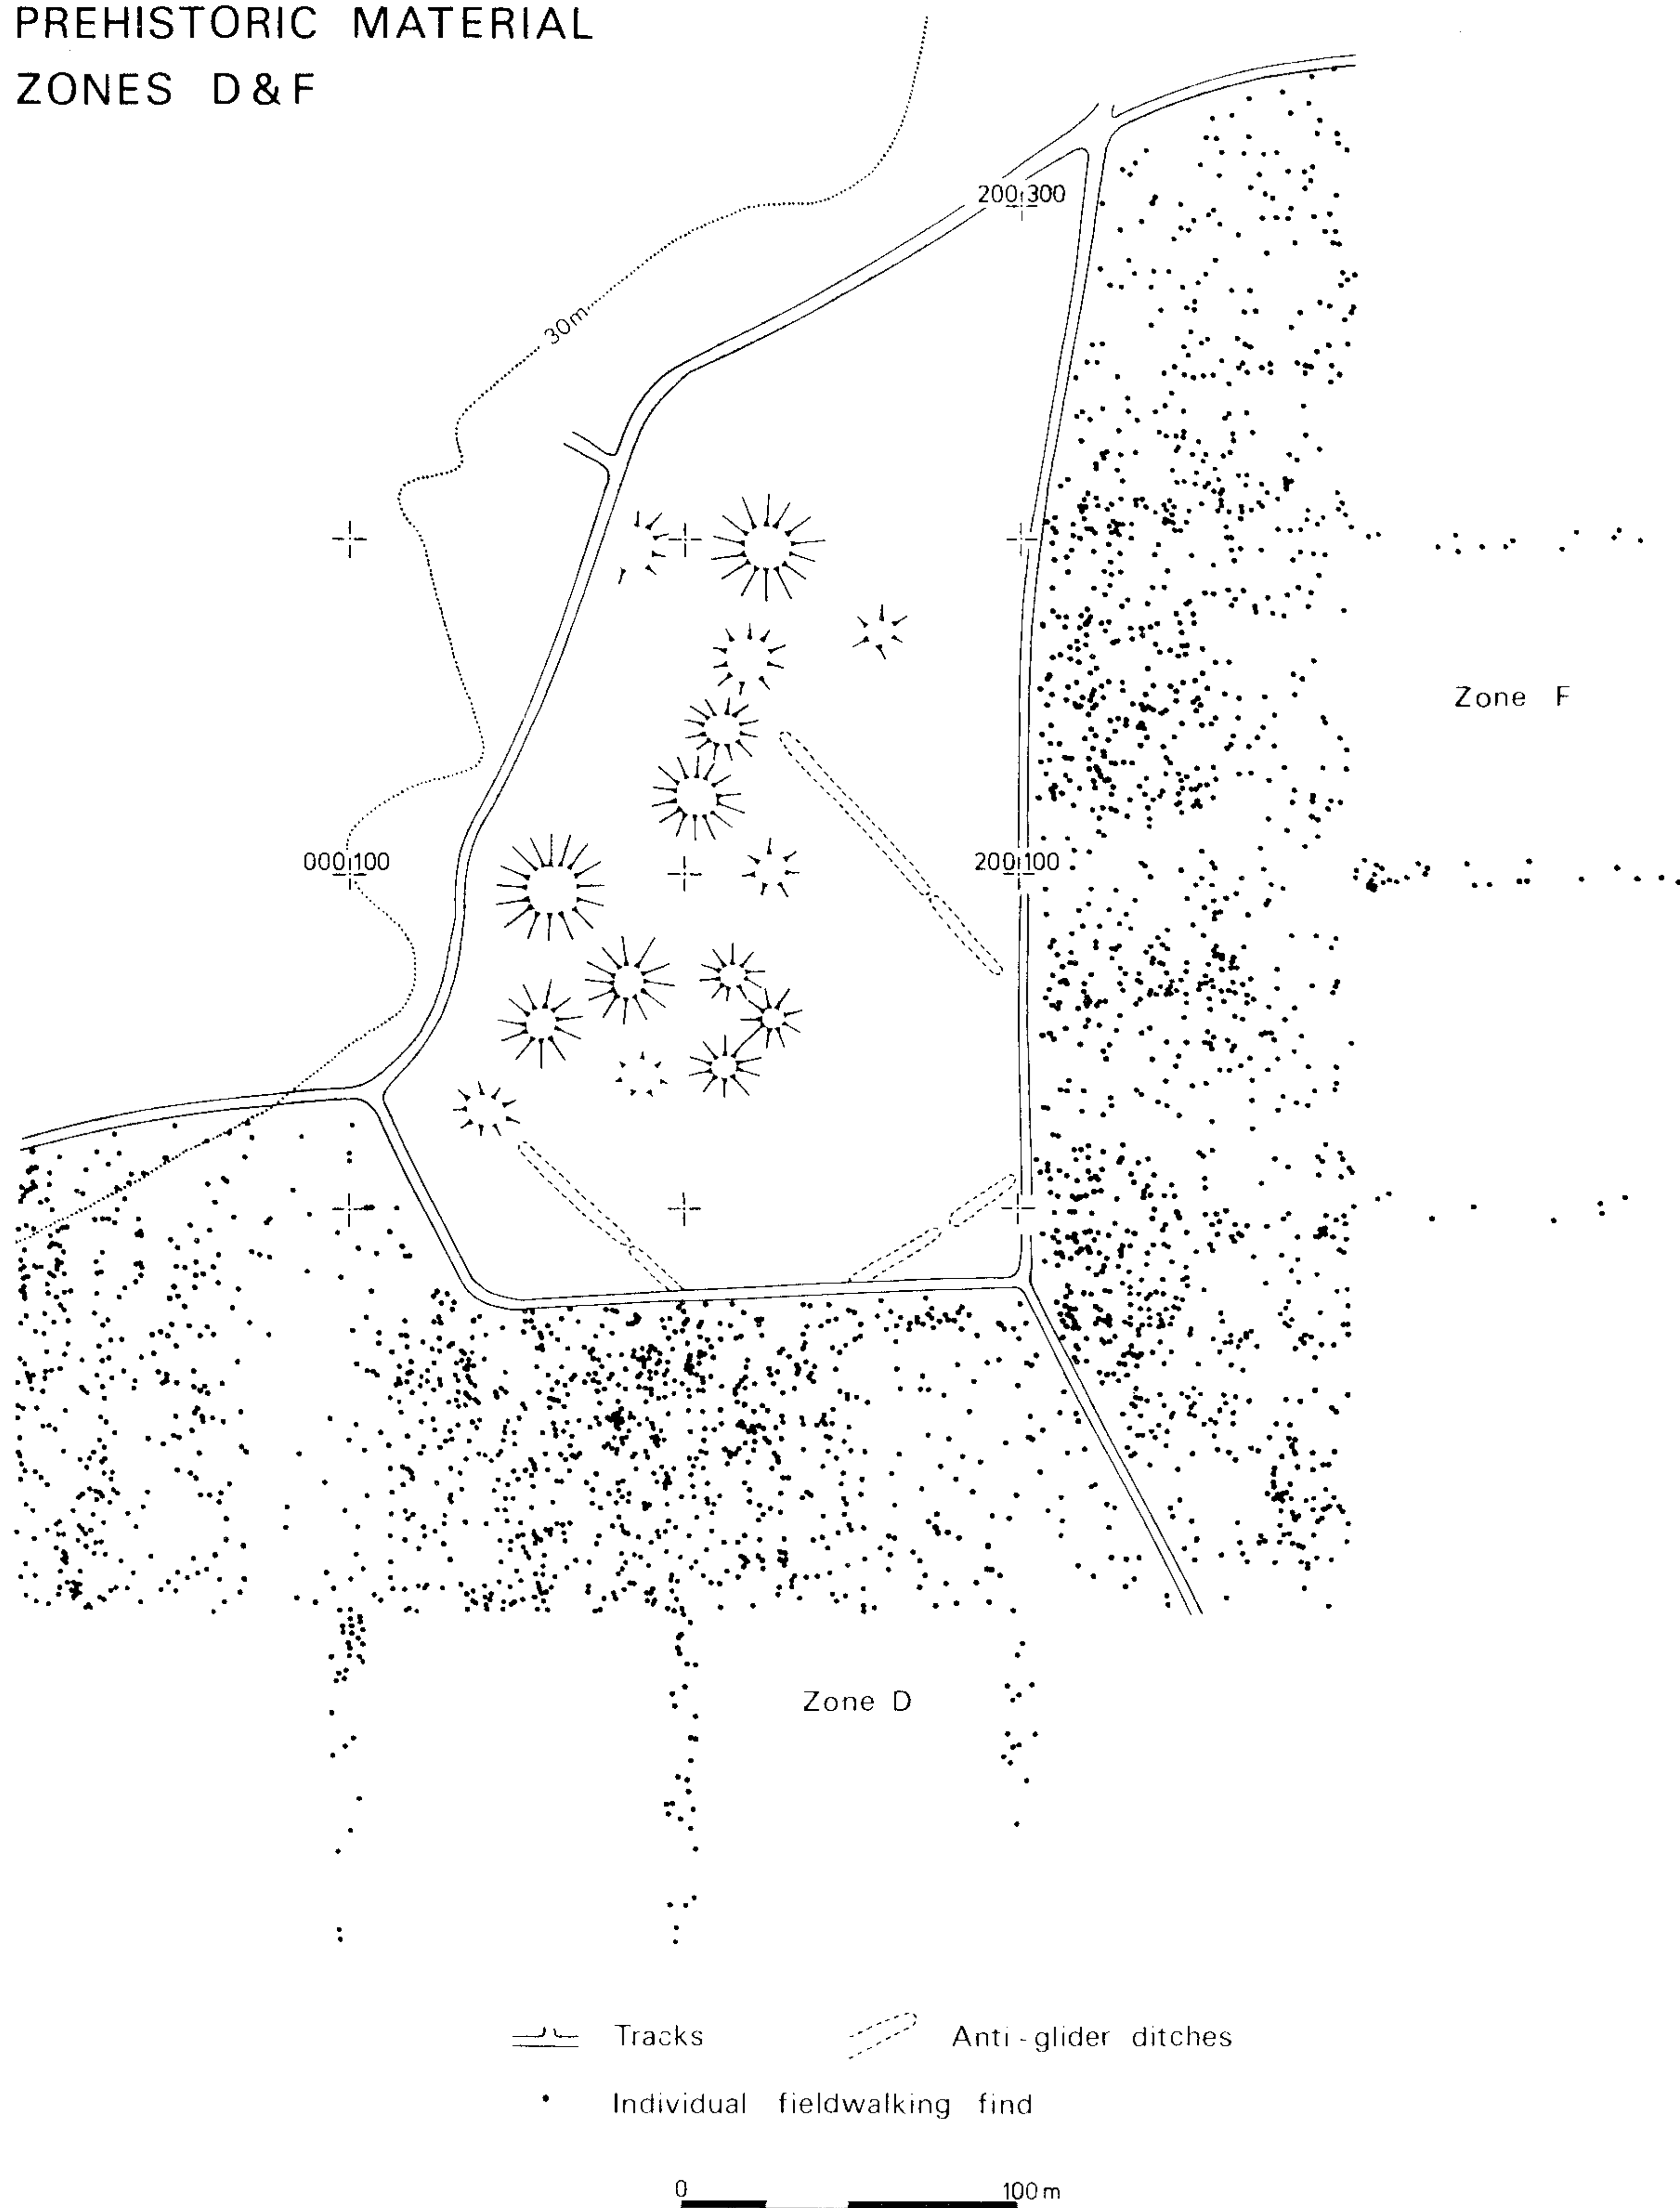 PREHISTORIC MATERIAL
ZONES D & F
200 300
30m
Zone F
000 100
200 100
Zone D
Tracks
Anti-glider ditches
Individual fieldwalking find
0 100m